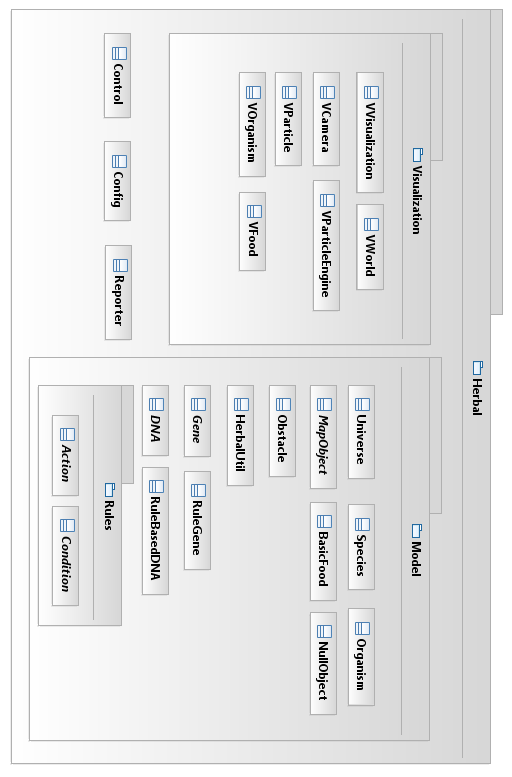 Herbal
Visualization
VVisualization
VWorld
VCamera
VParticleEngine
VParticle
VOrganism
VFood
Control
Config
Reporter
Model
Universe
Species
Organism
MapObject
BasicFood
NullObject
Obstacle
HerbalUtil
Gene
RuleGene
DNA
RuleBasedDNA
Rules
Action
Condition